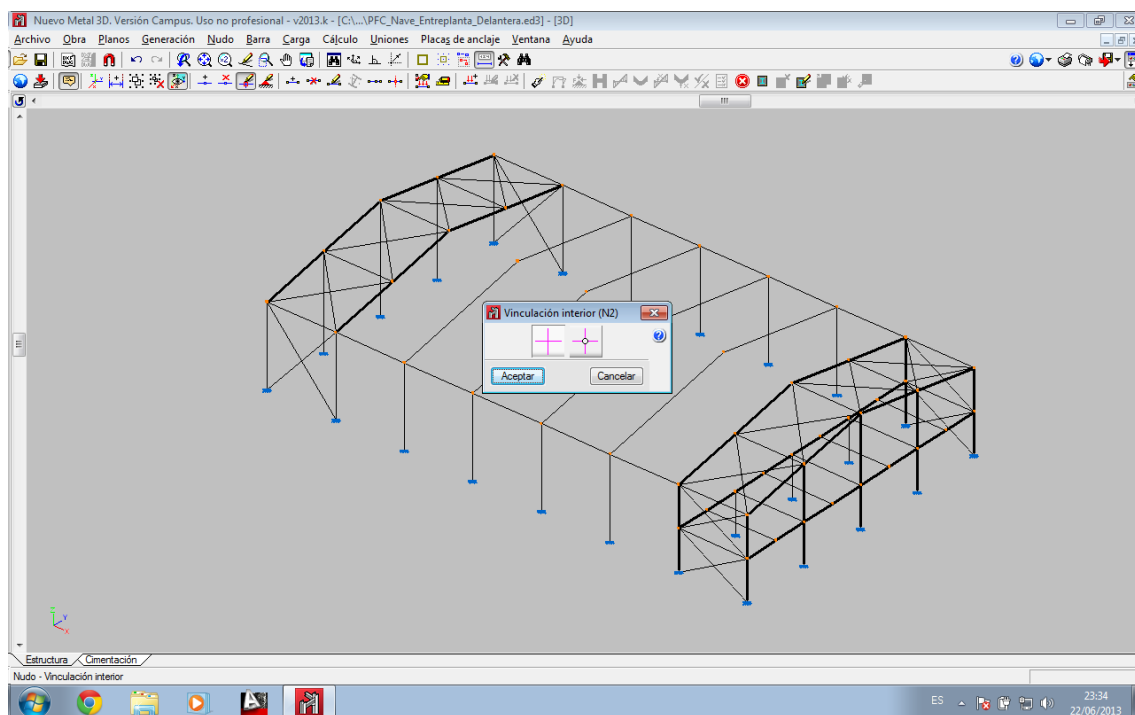 Nuevo Metal 3D. Versión Campus. Uso no profesional - v2013.k - [C:\...\PFC_Nave_Entreplanta_Delantera.ed3] - [3D]
Archivo Obra Planos Generación Nudo Barra Carga Cálculo Uniones Placas de anclaje Ventana Ayuda
Vinculación interior (N2)
Aceptar Cancelar
Z Y X
Estructura Cimentación
Nudo - Vinculación interior
ES 23:34
22/06/2013